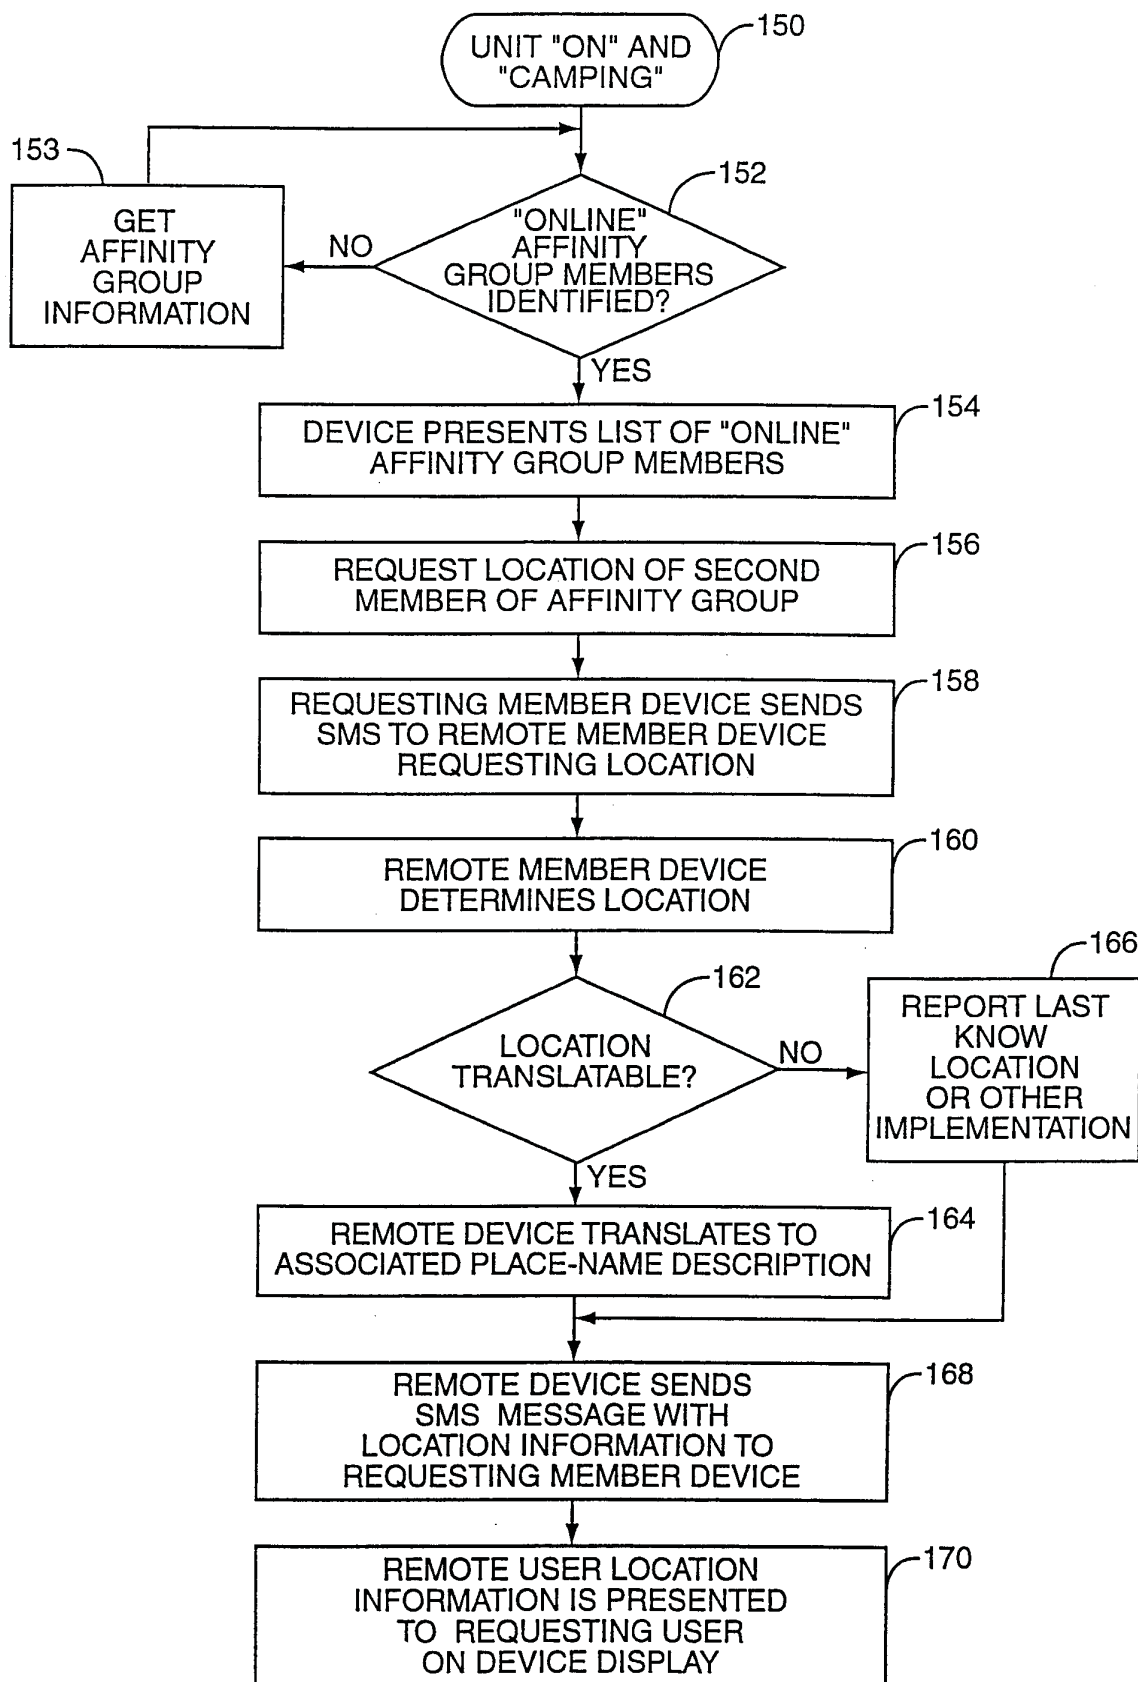 UNIT "ON" AND
"CAMPING"
150
153
GET
AFFINITY
GROUP
INFORMATION
NO
152
"ONLINE"
AFFINITY
GROUP MEMBERS
IDENTIFIED?
YES
154
DEVICE PRESENTS LIST OF "ONLINE"
AFFINITY GROUP MEMBERS
156
REQUEST LOCATION OF SECOND
MEMBER OF AFFINITY GROUP
158
REQUESTING MEMBER DEVICE SENDS
SMS TO REMOTE MEMBER DEVICE
REQUESTING LOCATION
160
REMOTE MEMBER DEVICE
DETERMINES LOCATION
162
LOCATION
TRANSLATABLE?
NO
166
REPORT LAST
KNOW
LOCATION
OR OTHER
IMPLEMENTATION
YES
164
REMOTE DEVICE TRANSLATES TO
ASSOCIATED PLACE-NAME DESCRIPTION
168
REMOTE DEVICE SENDS
SMS MESSAGE WITH
LOCATION INFORMATION TO
REQUESTING MEMBER DEVICE
170
REMOTE USER LOCATION
INFORMATION IS PRESENTED
TO REQUESTING USER
ON DEVICE DISPLAY